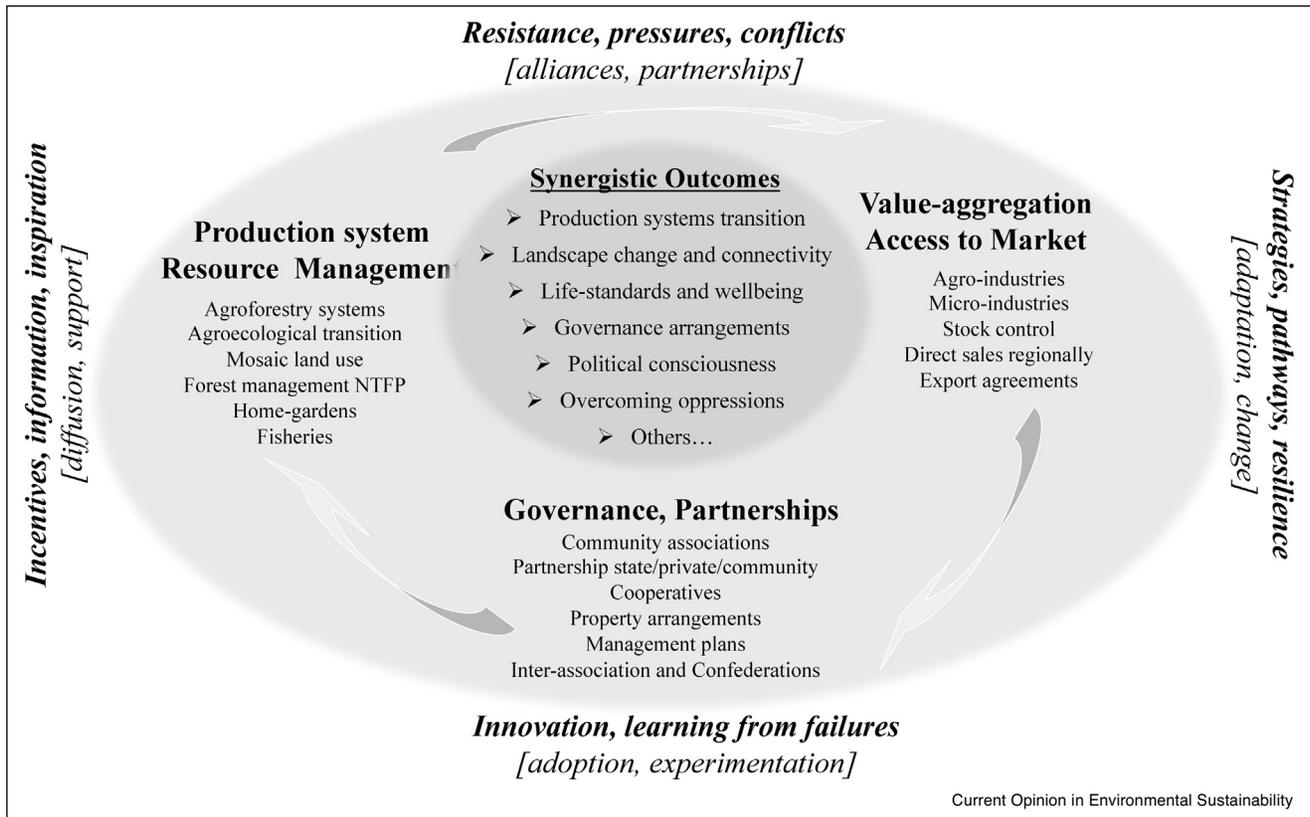 Resistance, pressures, conflicts
[alliances, partnerships]
Incentives, information, inspiration
[diffusion, support]
Production system
Resource Management
Agroforestry systems
Agroecological transition
Mosaic land use
Forest management NTFP
Home-gardens
Fisheries
Synergistic Outcomes
➢ Production systems transition
➢ Landscape change and connectivity
➢ Life-standards and wellbeing
➢ Governance arrangements
➢ Political consciousness
➢ Overcoming oppressions
➢ Others…
Value-aggregation
Access to Market
Agro-industries
Micro-industries
Stock control
Direct sales regionally
Export agreements
Strategies, pathways, resilience
[adaptation, change]
Governance, Partnerships
Community associations
Partnership state/private/community
Cooperatives
Property arrangements
Management plans
Inter-association and Confederations
Innovation, learning from failures
[adoption, experimentation]
Current Opinion in Environmental Sustainability